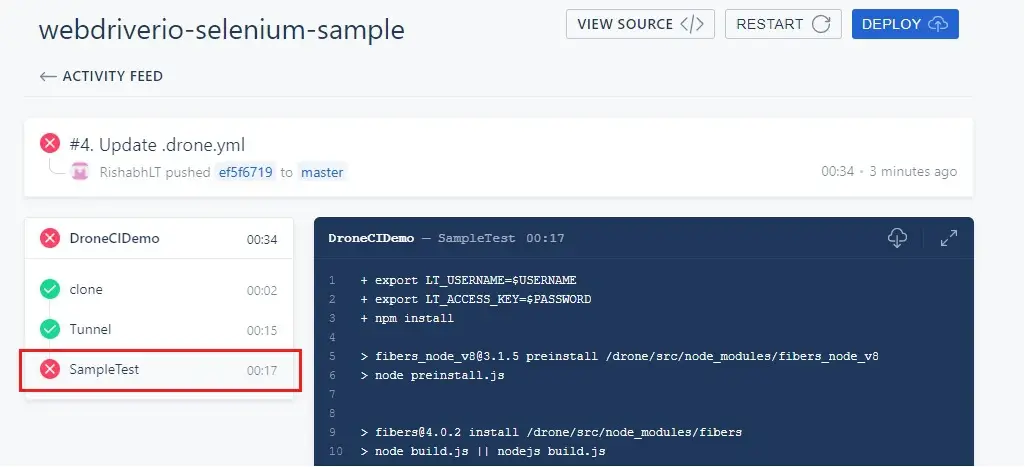 webdriverio-selenium-sample
VIEW SOURCE </>
RESTART
DEPLOY
← ACTIVITY FEED
#4. Update .drone.yml
RishabhLT pushed ef5f6719 to master
00:34 • 3 minutes ago
DroneCIDemo 00:34
clone 00:02
Tunnel 00:15
SampleTest 00:17
DroneCIDemo — SampleTest 00:17
1 + export LT_USERNAME=$USERNAME
2 + export LT_ACCESS_KEY=$PASSWORD
3 + npm install
4
5 > fibers_node_v8@3.1.5 preinstall /drone/src/node_modules/fibers_node_v8
6 > node preinstall.js
7
8
9 > fibers@4.0.2 install /drone/src/node_modules/fibers
10 > node build.js || nodejs build.js